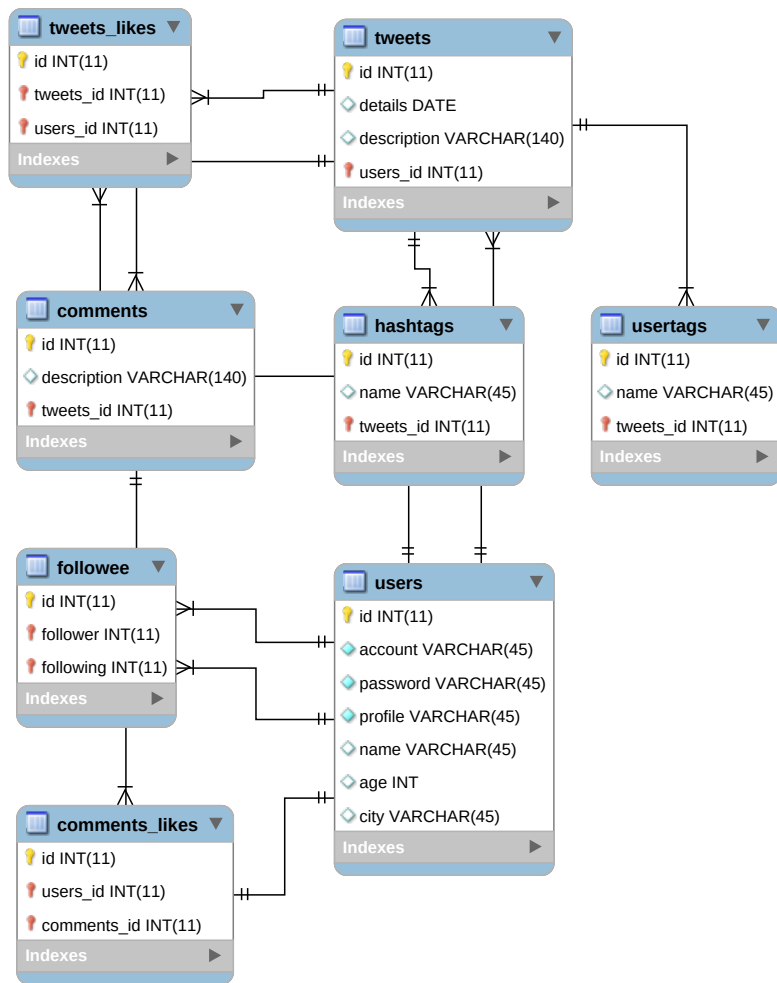 tweets_likes
id INT(11)
tweets_id INT(11)
users_id INT(11)
Indexes
tweets
id INT(11)
details DATE
description VARCHAR(140)
users_id INT(11)
Indexes
comments
id INT(11)
description VARCHAR(140)
tweets_id INT(11)
Indexes
hashtags
id INT(11)
name VARCHAR(45)
tweets_id INT(11)
Indexes
usertags
id INT(11)
name VARCHAR(45)
tweets_id INT(11)
Indexes
followee
id INT(11)
follower INT(11)
following INT(11)
Indexes
users
id INT(11)
account VARCHAR(45)
password VARCHAR(45)
profile VARCHAR(45)
name VARCHAR(45)
age INT
city VARCHAR(45)
Indexes
comments_likes
id INT(11)
users_id INT(11)
comments_id INT(11)
Indexes